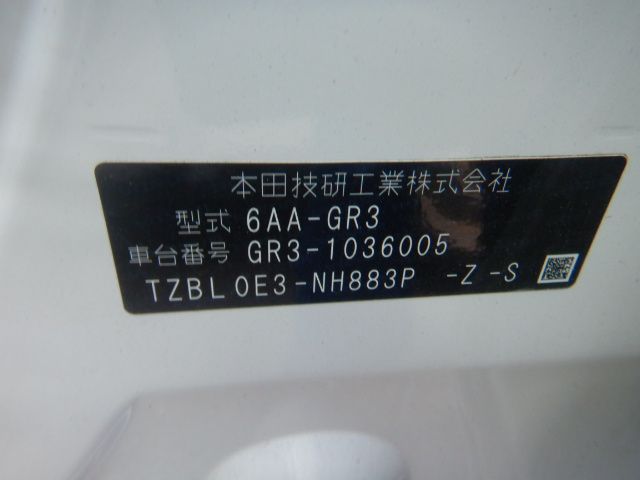 本田技研工業株式会社
型式 6AA-GR3
車台番号 GR3-1036005
TZBL0E3-NH883P -Z-S